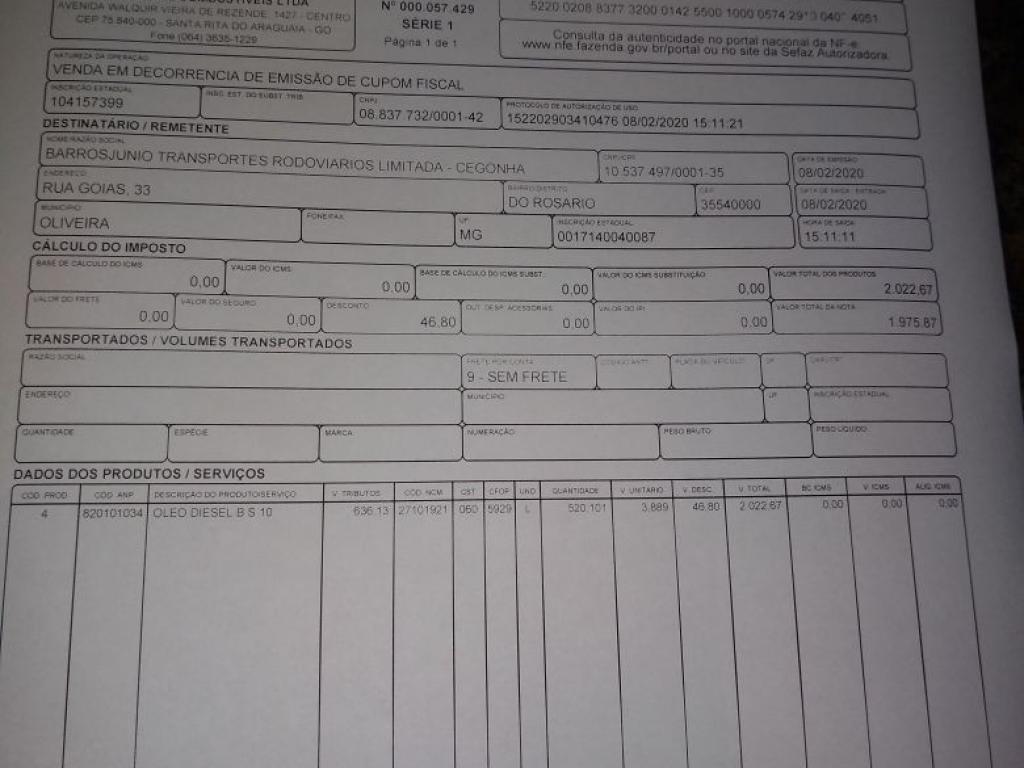 LTDA
AVENIDA WALQUIR VIEIRA DE REZENDE, 1427 - CENTRO
CEP 75.840-000 - SANTA RITA DO ARAGUAIA - GO
Fone (064) 3635-1229
Nº 000.057.429
SÉRIE 1
Página 1 de 1
5220 0208 8377 3200 0142 5500 1000 0574 4051
Consulta da autenticidade no portal nacional da NF-e
www.nfe.fazenda.gov.br/portal ou no site da Sefaz Autorizadora.
NATUREZA DA OPERAÇÃO
VENDA EM DECORRENCIA DE EMISSÃO DE CUPOM FISCAL
INSCRIÇÃO ESTADUAL
104157399
INSC. EST. DO SUBST. TRIB.
CNPJ
08.837.732/0001-42
PROTOCOLO DE AUTORIZAÇÃO DE USO
152202903410476 08/02/2020 15:11:21
DESTINATÁRIO / REMETENTE
NOME/RAZÃO SOCIAL
BARROSJUNIO TRANSPORTES RODOVIARIOS LIMITADA - CEGONHA
CNPJ/CPF
10.537.497/0001-35
DATA DE EMISSÃO
08/02/2020
ENDEREÇO
RUA GOIAS, 33
BAIRRO/DISTRITO
DO ROSARIO
CEP
35540000
DATA DE SAÍDA / ENTRADA
08/02/2020
MUNICÍPIO
OLIVEIRA
FONE/FAX
UF
MG
INSCRIÇÃO ESTADUAL
0017140040087
HORA DE SAÍDA
15:11:11
CÁLCULO DO IMPOSTO
BASE DE CÁLCULO DO ICMS
0,00
VALOR DO ICMS
0,00
BASE DE CÁLCULO DO ICMS SUBST.
0,00
VALOR DO ICMS SUBSTITUIÇÃO
0,00
VALOR TOTAL DOS PRODUTOS
2.022,67
VALOR DO FRETE
0,00
VALOR DO SEGURO
0,00
DESCONTO
46,80
OUT. DESP. ACESSÓRIAS
0,00
VALOR DO IPI
0,00
VALOR TOTAL DA NOTA
1.975,87
TRANSPORTADOS / VOLUMES TRANSPORTADOS
RAZÃO SOCIAL
FRETE POR CONTA
9 - SEM FRETE
CÓDIGO ANTT
PLACA DO VEÍCULO
UF
CNPJ/CPF
ENDEREÇO
MUNICÍPIO
UF
INSCRIÇÃO ESTADUAL
QUANTIDADE
ESPÉCIE
MARCA
NUMERAÇÃO
PESO BRUTO
PESO LÍQUIDO
DADOS DOS PRODUTOS / SERVIÇOS
COD. PROD COD. ANP DESCRIÇÃO DO PRODUTO/SERVIÇO V. TRIBUTOS COD. NCM CST CFOP UND QUANTIDADE V. UNITARIO V. DESC. V. TOTAL BC ICMS V. ICMS ALIQ. ICMS
4 820101034 OLEO DIESEL B S 10 636,13 27101921 060 5929 L 520,101 3,889 46,80 2.022,67 0,00 0,00 0,00